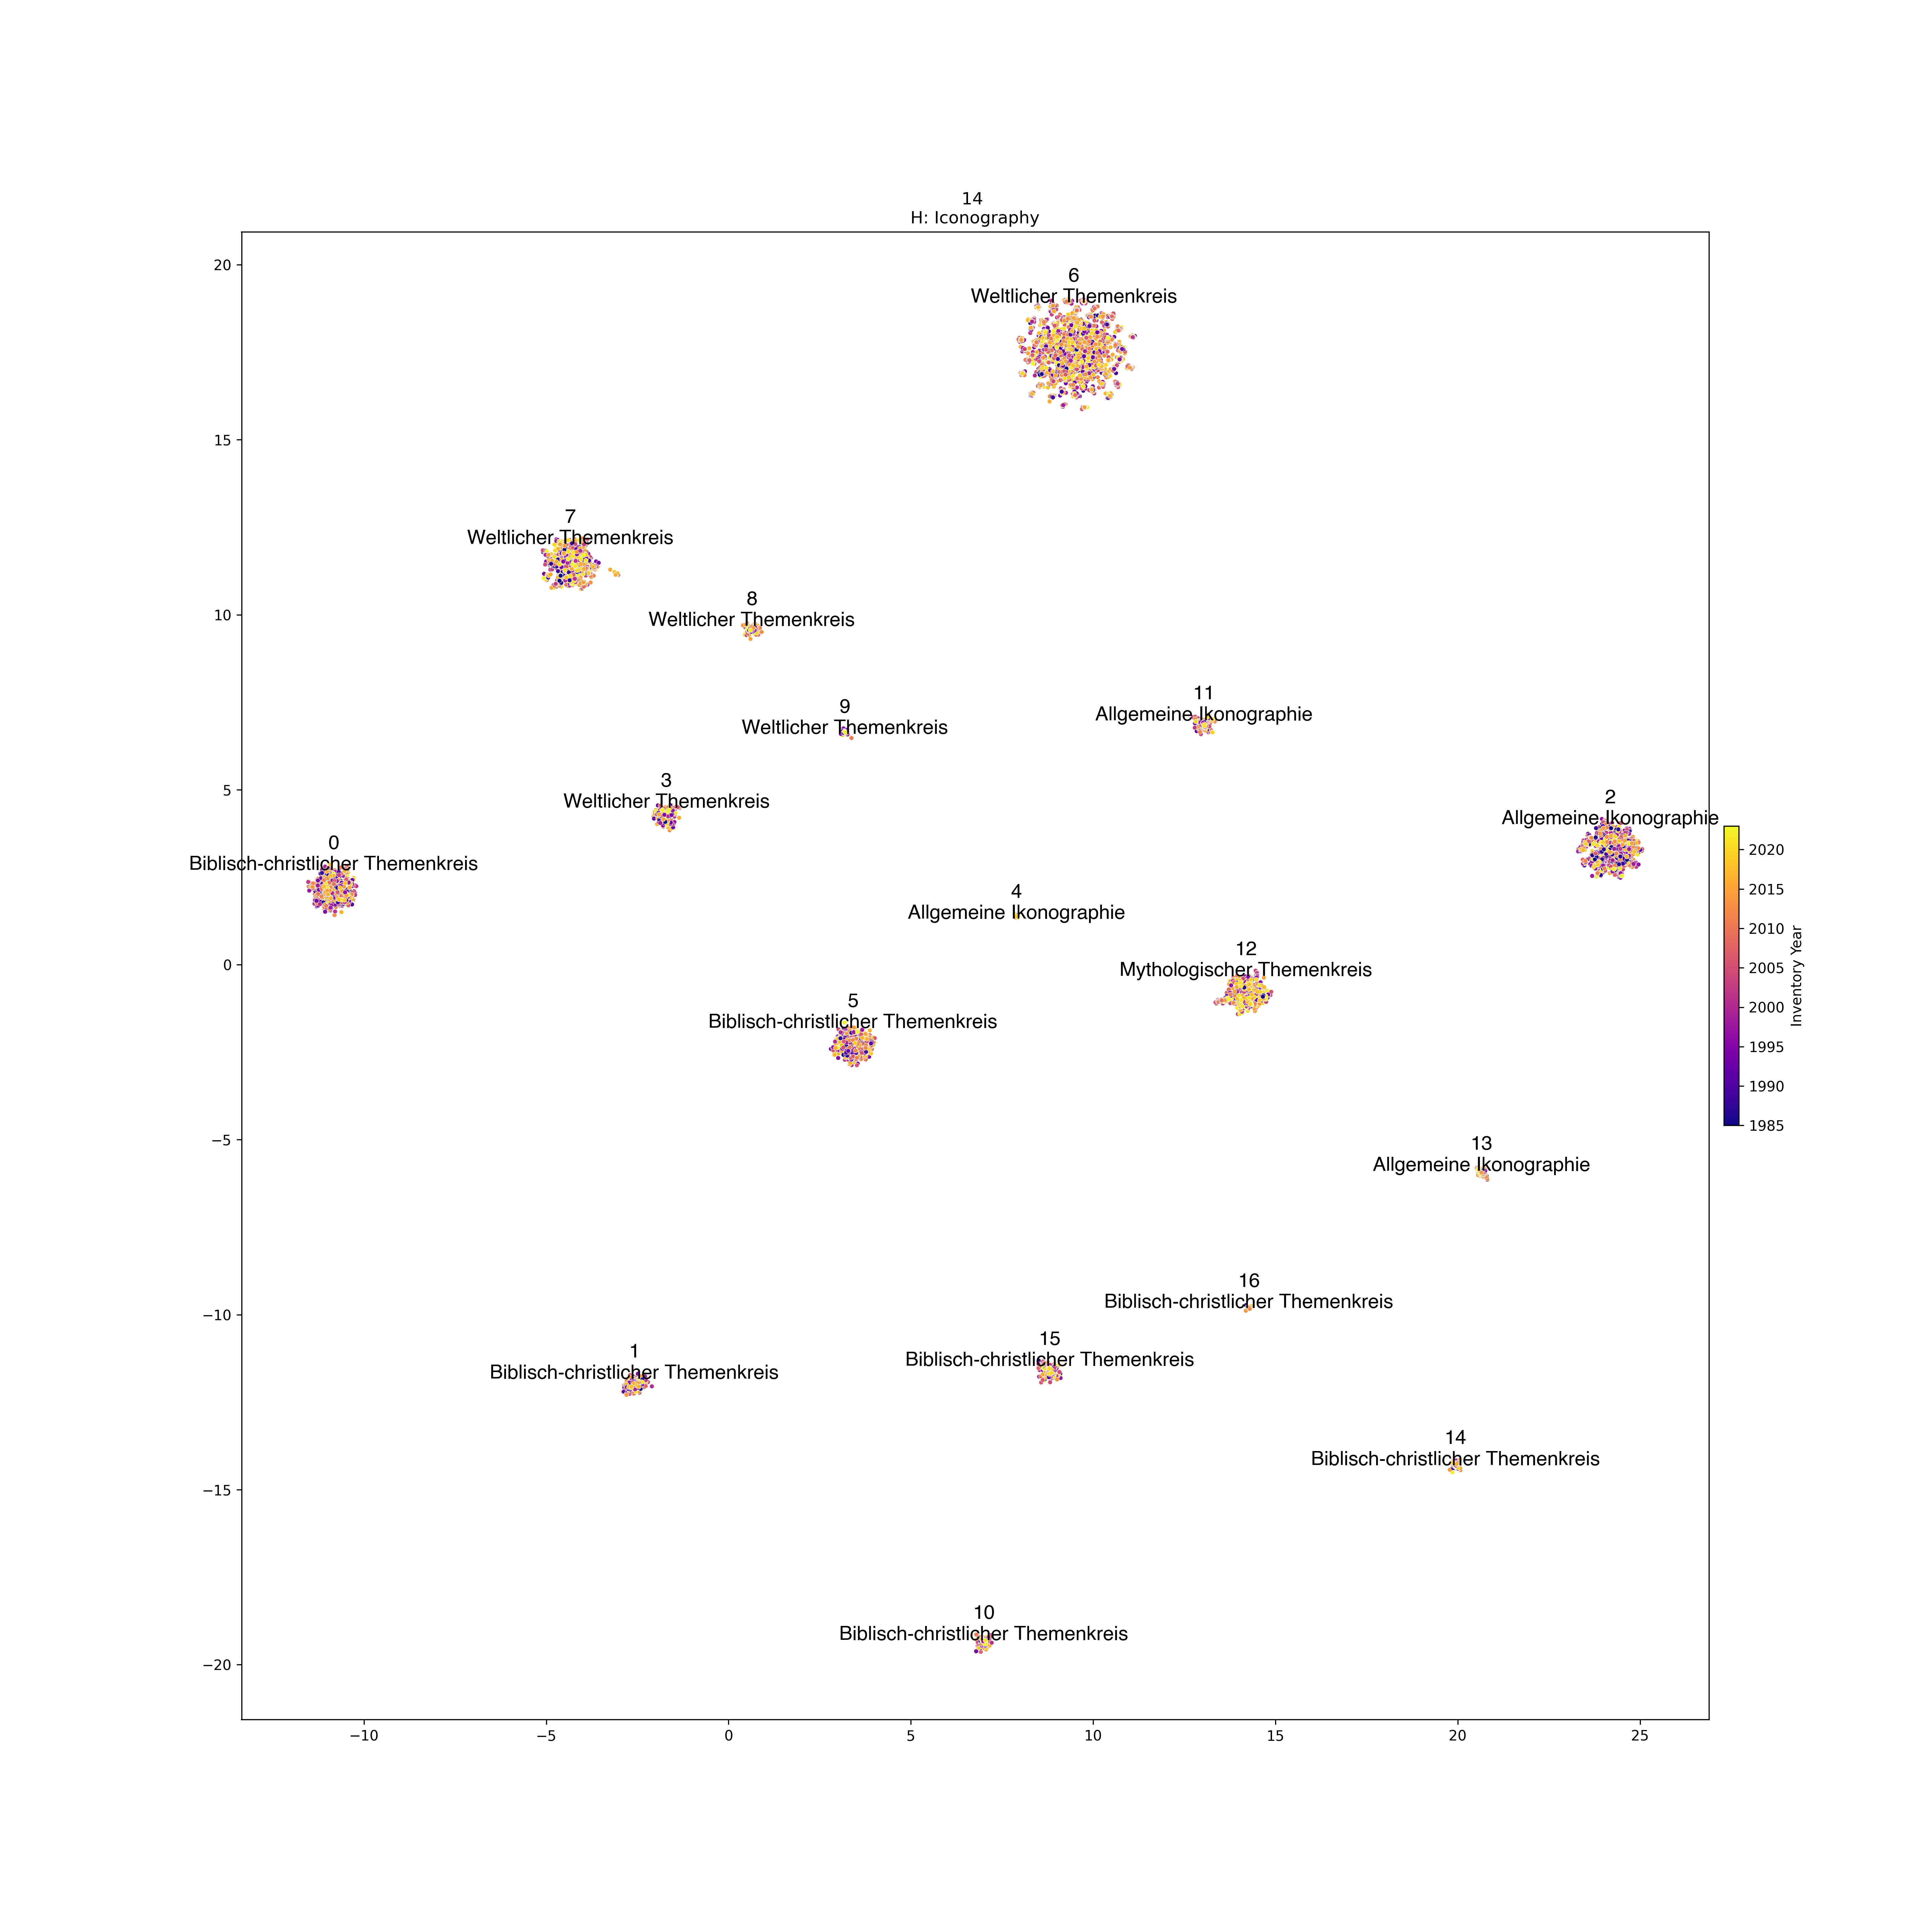 14
H: Iconography
20
15
10
5
0
−5
−10
−15
−20
6
Weltlicher Themenkreis
7
Weltlicher Themenkreis
8
Weltlicher Themenkreis
11
Allgemeine Ikonographie
9
Weltlicher Themenkreis
3
Weltlicher Themenkreis
2
Allgemeine Ikonographie
0
Biblisch-christlicher Themenkreis
4
Allgemeine Ikonographie
12
Mythologischer Themenkreis
5
Biblisch-christlicher Themenkreis
13
Allgemeine Ikonographie
16
Biblisch-christlicher Themenkreis
15
Biblisch-christlicher Themenkreis
1
Biblisch-christlicher Themenkreis
14
Biblisch-christlicher Themenkreis
10
Biblisch-christlicher Themenkreis
−10
−5
0
5
10
15
20
25
2020
2015
2010
2005
2000
1995
1990
1985
Inventory Year